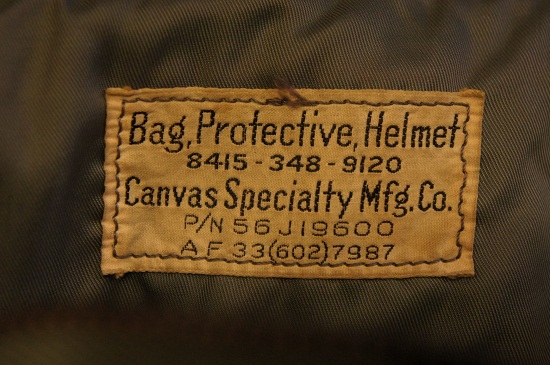 Bag, Protective, Helmet
8415-348-9120
Canvas Specialty Mfg. Co.
P/N 56J19600
AF 33(602)7987